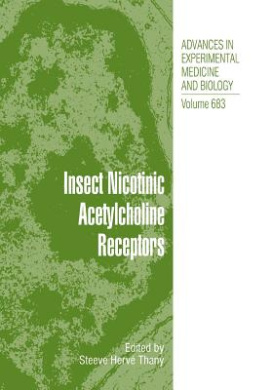 ADVANCES IN
EXPERIMENTAL
MEDICINE
AND BIOLOGY
Volume 683
Insect Nicotinic
Acetylcholine
Receptors
Edited by
Steeve Hervé Thany